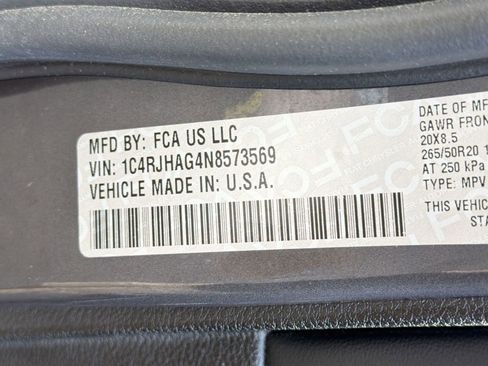 MFD BY: FCA US LLC
VIN: 1C4RJHAG4N8573569
VEHICLE MADE IN: U.S.A.
DATE OF MF
GAWR FRON
20X8.5
265/50R20 1
AT 250 kPa
TYPE: MPV
THIS VEHIC
STA